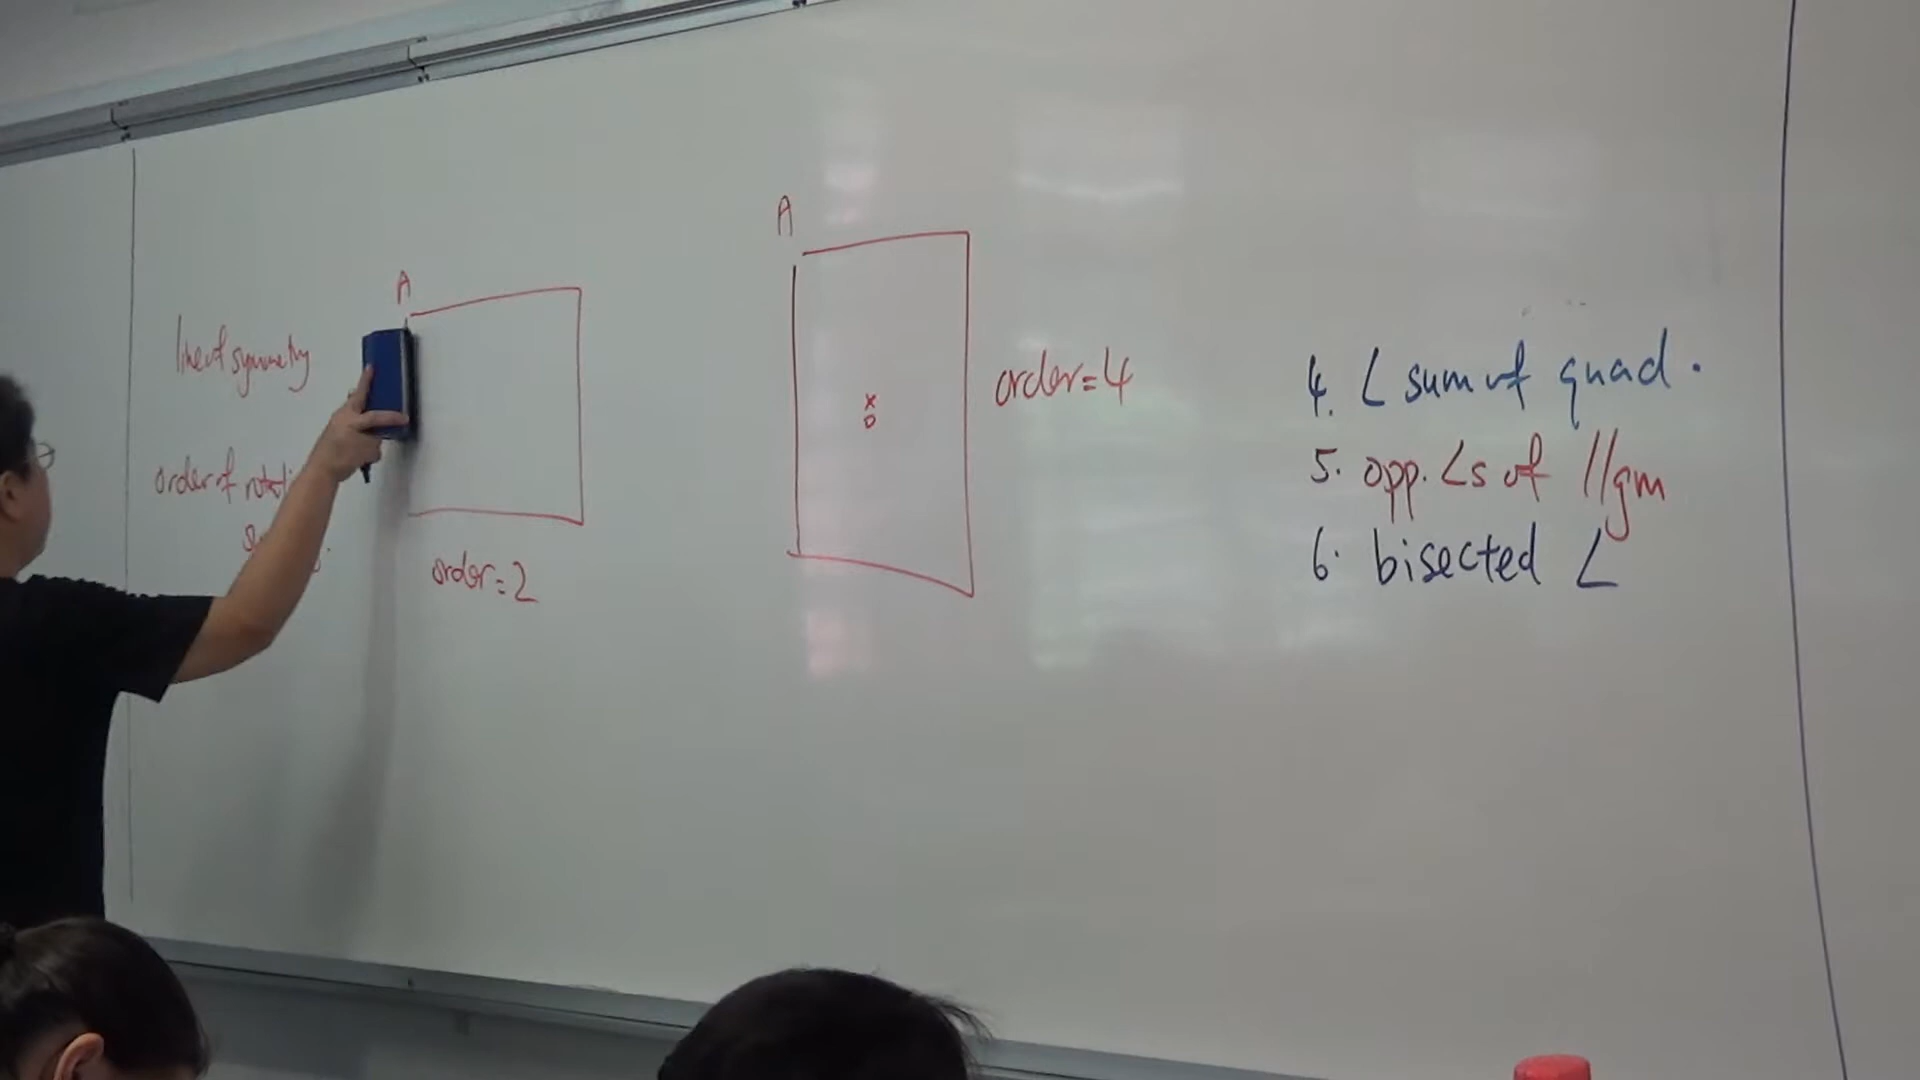 line of symmetry
order of
A
order=2
A
x
O
order=4
4. ∠ sum of quad.
5. opp. ∠s of //gm
6. bisected ∠